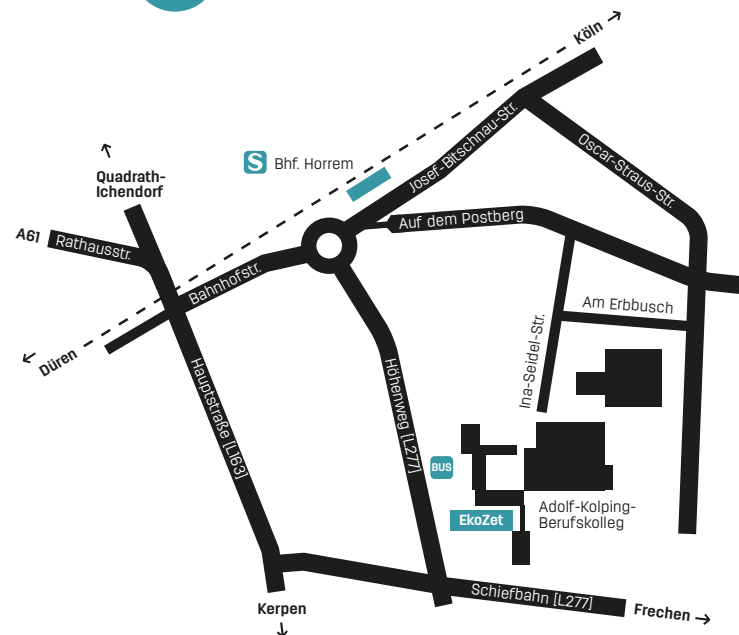 Köln
Josef-Bitschnau-Str.
Oscar-Straus-Str.
S Bhf. Horrem
Quadrath-
Ichendorf
A61
Rathausstr.
Auf dem Postberg
Bahnhofstr.
Am Erbbusch
Ina-Seidel-Str.
Düren
Hauptstraße [L163]
Höhenweg [L277]
BUS
EkoZet
Adolf-Kolping-
Berufskolleg
Schiefbahn [L277]
Kerpen
Frechen